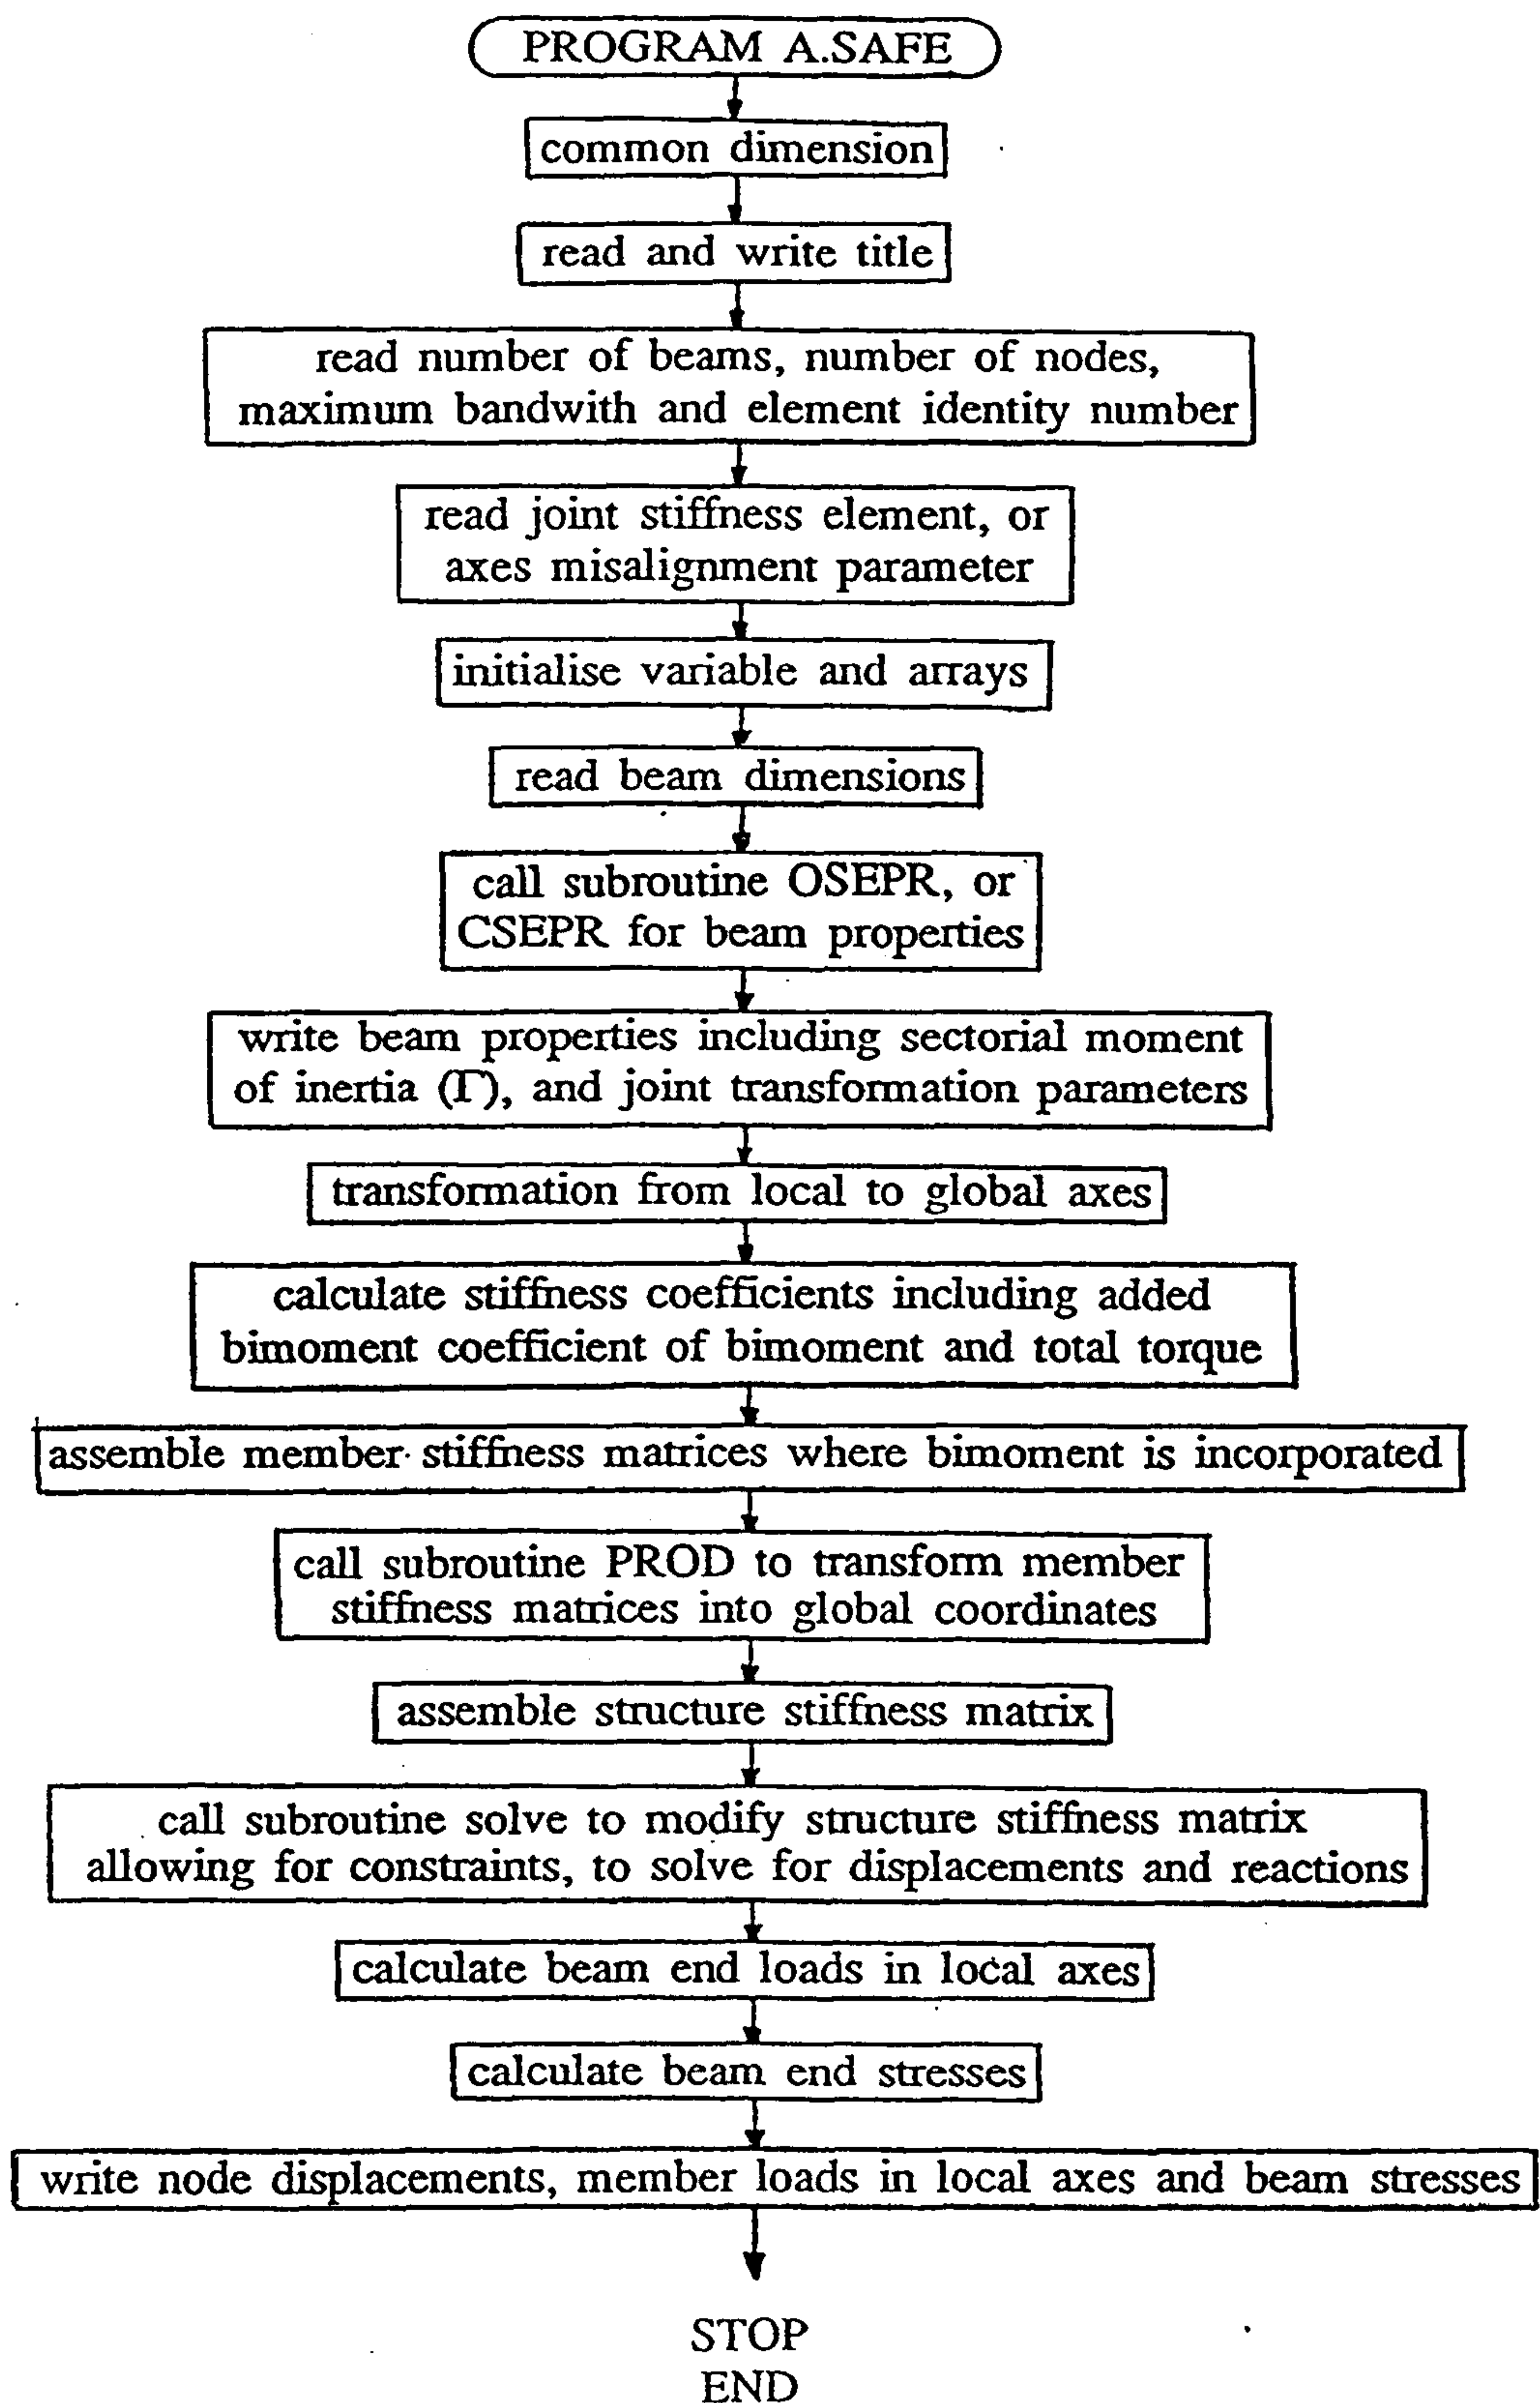 PROGRAM A.SAFE
common dimension
read and write title
read number of beams, number of nodes,
maximum bandwith and element identity number
read joint stiffness element, or
axes misalignment parameter
initialise variable and arrays
read beam dimensions
call subroutine OSEPR, or
CSEPR for beam properties
write beam properties including sectorial moment
of inertia (Γ), and joint transformation parameters
transformation from local to global axes
calculate stiffness coefficients including added
bimoment coefficient of bimoment and total torque
assemble member stiffness matrices where bimoment is incorporated
call subroutine PROD to transform member
stiffness matrices into global coordinates
assemble structure stiffness matrix
call subroutine solve to modify structure stiffness matrix
allowing for constraints, to solve for displacements and reactions
calculate beam end loads in local axes
calculate beam end stresses
write node displacements, member loads in local axes and beam stresses
STOP
END